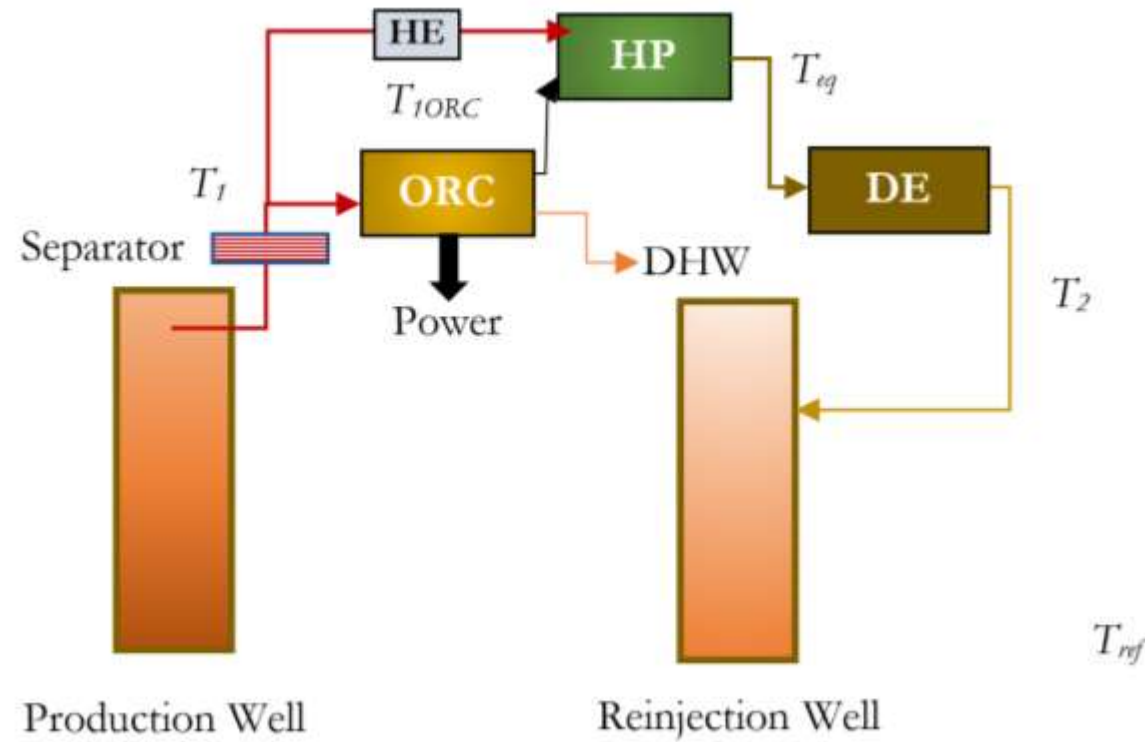 HE
HP
T1ORC
Teq
T1
ORC
DE
Separator
DHW
T2
Power
Tref
Production Well
Reinjection Well